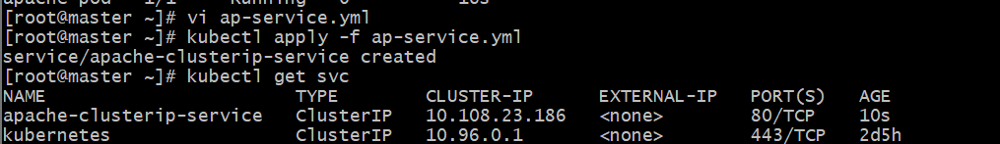 apache-pod 1/1 Running 0 10s
[root@master ~]# vi ap-service.yml
[root@master ~]# kubectl apply -f ap-service.yml
service/apache-clusterip-service created
[root@master ~]# kubectl get svc
NAME TYPE CLUSTER-IP EXTERNAL-IP PORT(S) AGE
apache-clusterip-service ClusterIP 10.108.23.186 <none> 80/TCP 10s
kubernetes ClusterIP 10.96.0.1 <none> 443/TCP 2d5h